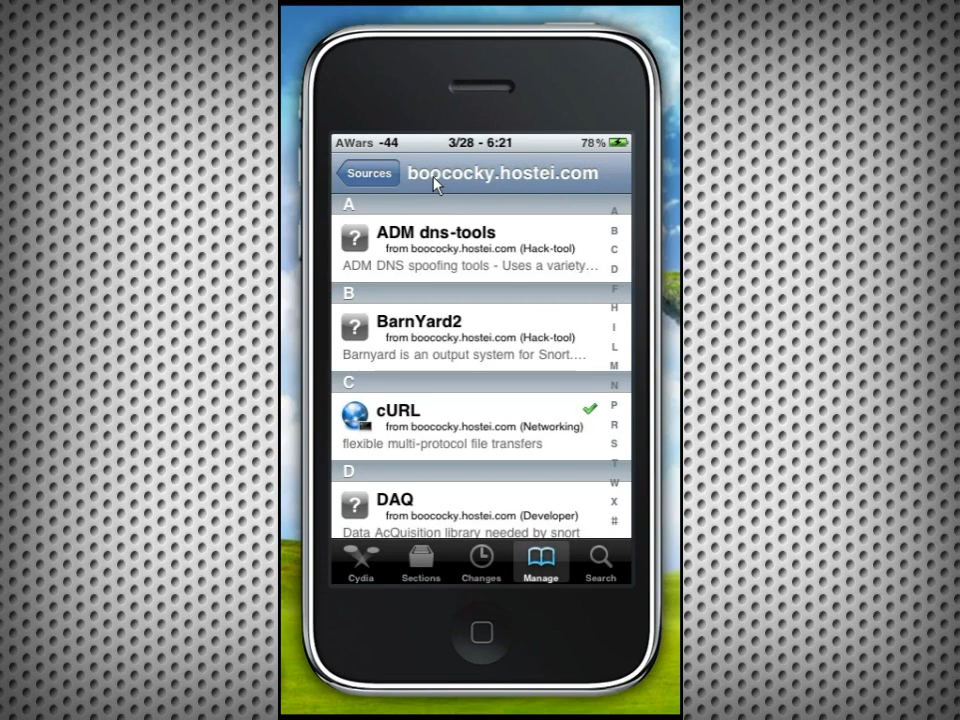 AWars -44 3/28 - 6:21 78%
Sources boococky.hostei.com
A
ADM dns-tools
from boococky.hostei.com (Hack-tool)
ADM DNS spoofing tools - Uses a variety...
B
BarnYard2
from boococky.hostei.com (Hack-tool)
Barnyard is an output system for Snort....
C
cURL
from boococky.hostei.com (Networking)
flexible multi-protocol file transfers
D
DAQ
from boococky.hostei.com (Developer)
Data AcQuisition library needed by snort
A
B
C
D
F
H
I
L
M
N
P
R
S
T
W
X
#
Cydia Sections Changes Manage Search